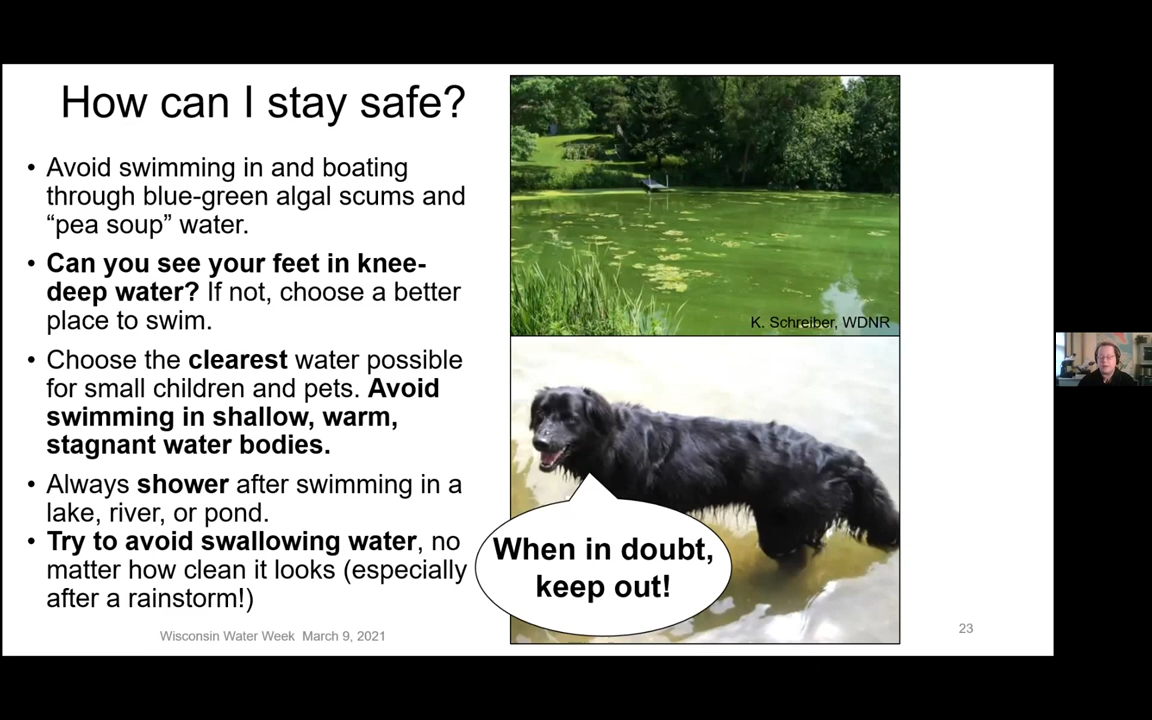 How can I stay safe?
• Avoid swimming in and boating
through blue-green algal scums and
“pea soup” water.
• Can you see your feet in knee-
deep water? If not, choose a better
place to swim.
• Choose the clearest water possible
for small children and pets. Avoid
swimming in shallow, warm,
stagnant water bodies.
• Always shower after swimming in a
lake, river, or pond.
• Try to avoid swallowing water, no
matter how clean it looks (especially
after a rainstorm!)
K. Schreiber, WDNR
When in doubt,
keep out!
Wisconsin Water Week March 9, 2021
23